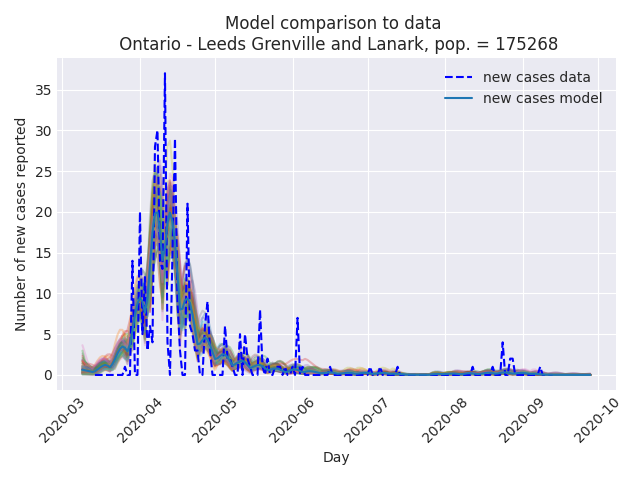 Model comparison to data
Ontario - Leeds Grenville and Lanark, pop. = 175268
new cases data
new cases model
Number of new cases reported
35
30
25
20
15
10
5
0
2020-03
2020-04
2020-05
2020-06
2020-07
2020-08
2020-09
2020-10
Day